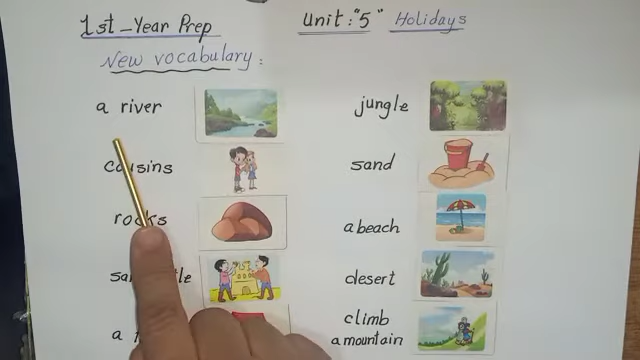 1st-Year Prep
Unit: "5" Holidays
New vocabulary:
a river
cousins
rocks
a
jungle
sand
a beach
desert
climb
a mountain